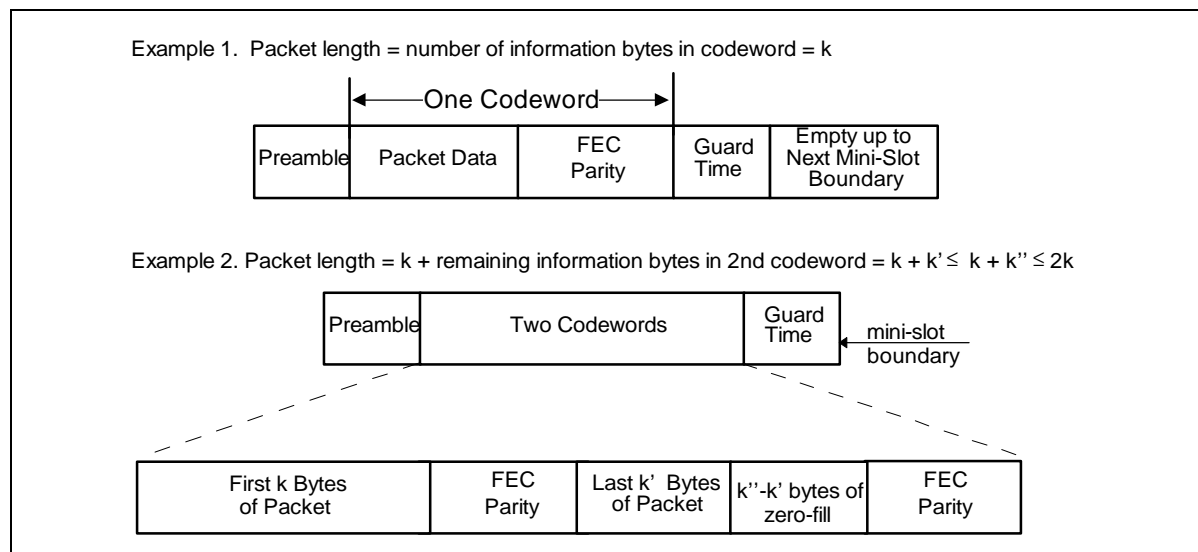 Example 1.  Packet length = number of information bytes in codeword = k
One Codeword
Preamble
Packet Data
FEC
Parity
Guard
Time
Empty up to
Next Mini-Slot
Boundary
Example 2. Packet length = k + remaining information bytes in 2nd codeword = k + k’ ≤  k + k’’ ≤ 2k
Preamble
Two Codewords
Guard
Time
mini-slot
boundary
First k Bytes
of Packet
FEC
Parity
Last k’  Bytes
of Packet
k’’-k’ bytes of
zero-fill
FEC
Parity